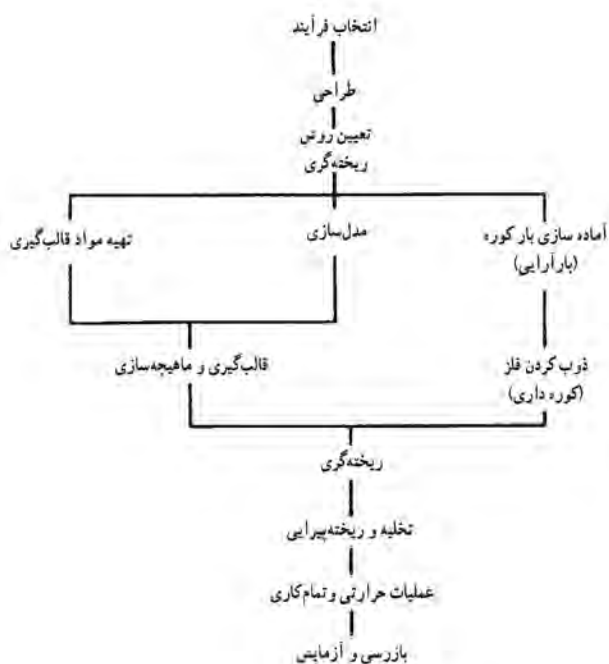 انتخاب فرآیند
طراحی
تعیین روش
ریخته‌گری
آماده سازی بار کوره
(بارآرایی)
مدل‌سازی
تهیه مواد قالب‌گیری
ذوب کردن فلز
(کوره داری)
قالب‌گیری و ماهیچه‌سازی
ریخته‌گری
تخلیه و ریخته‌پیرایی
عملیات حرارتی و تمام‌کاری
بازرسی و آزمایش